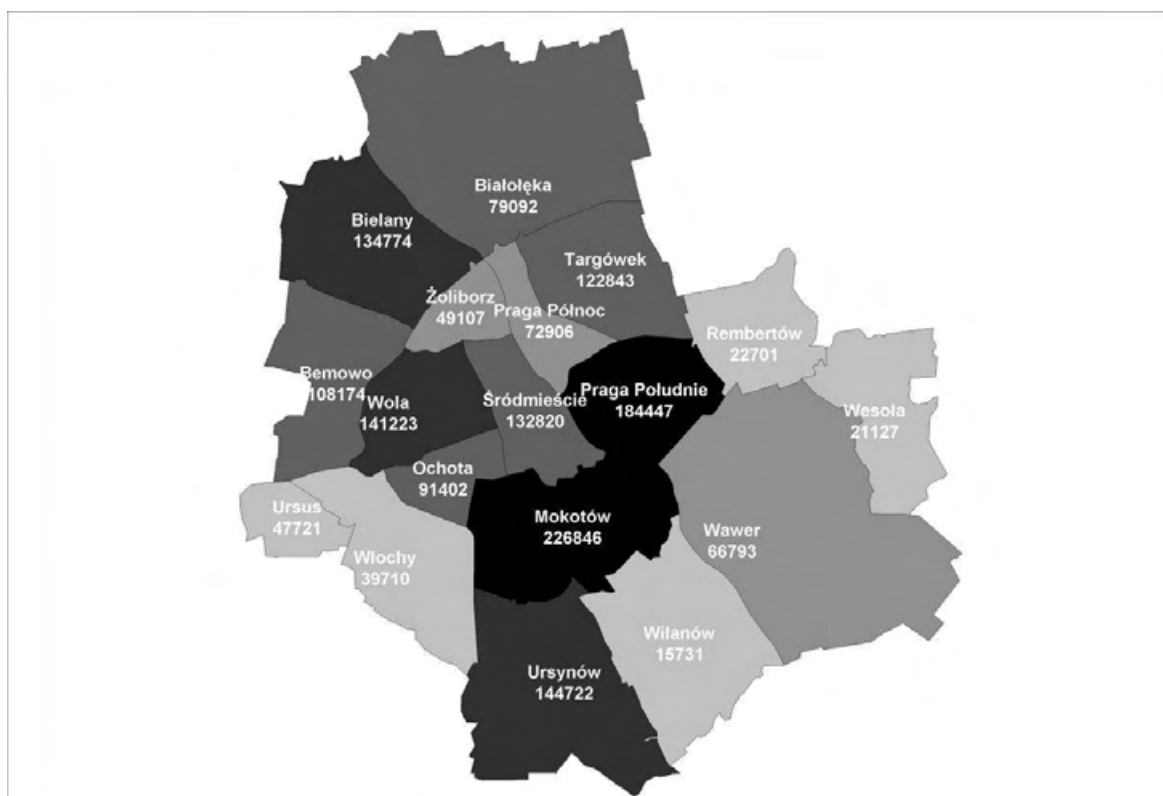 Białołęka
79092
Bielany
134774
Targówek
122843
Żoliborz
49107
Praga Północ
72906
Rembertów
22701
Bemowo
108174
Wola
141223
Śródmieście
132820
Praga Południe
184447
Wesoła
21127
Ochota
91402
Ursus
47721
Włochy
39710
Mokotów
226846
Wawer
66793
Wilanów
15731
Ursynów
144722